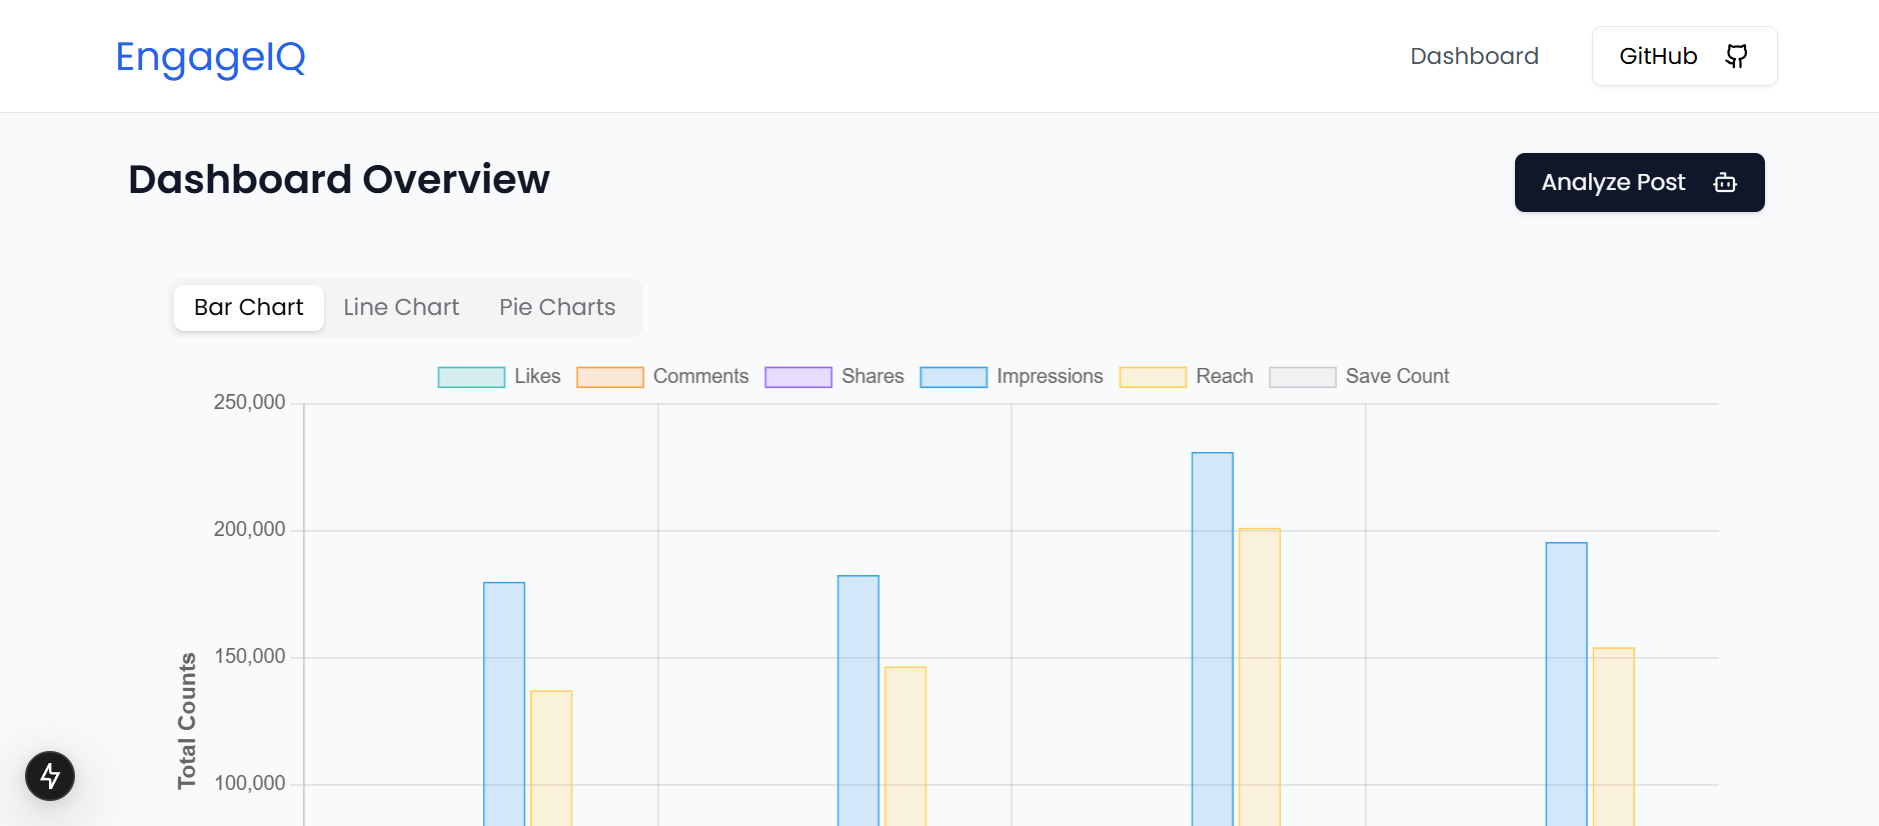 EngageIQ
Dashboard
GitHub
Dashboard Overview
Analyze Post
Bar Chart
Line Chart
Pie Charts
Likes
Comments
Shares
Impressions
Reach
Save Count
250,000
200,000
150,000
100,000
Total Counts